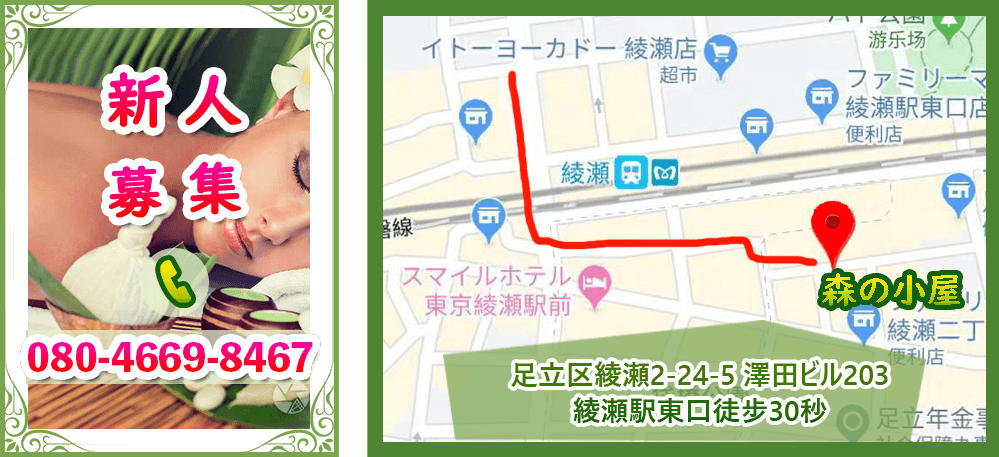 新人
募集
080-4669-8467
イトーヨーカドー 綾瀬店
超市
游乐场
ファミリーマ
綾瀬駅東口店
便利店
綾瀬
磐線
スマイルホテル
東京綾瀬駅前
森の小屋
綾瀬二丁
便利店
足立区綾瀬2-24-5 澤田ビル203
綾瀬駅東口徒歩30秒
足立年金事